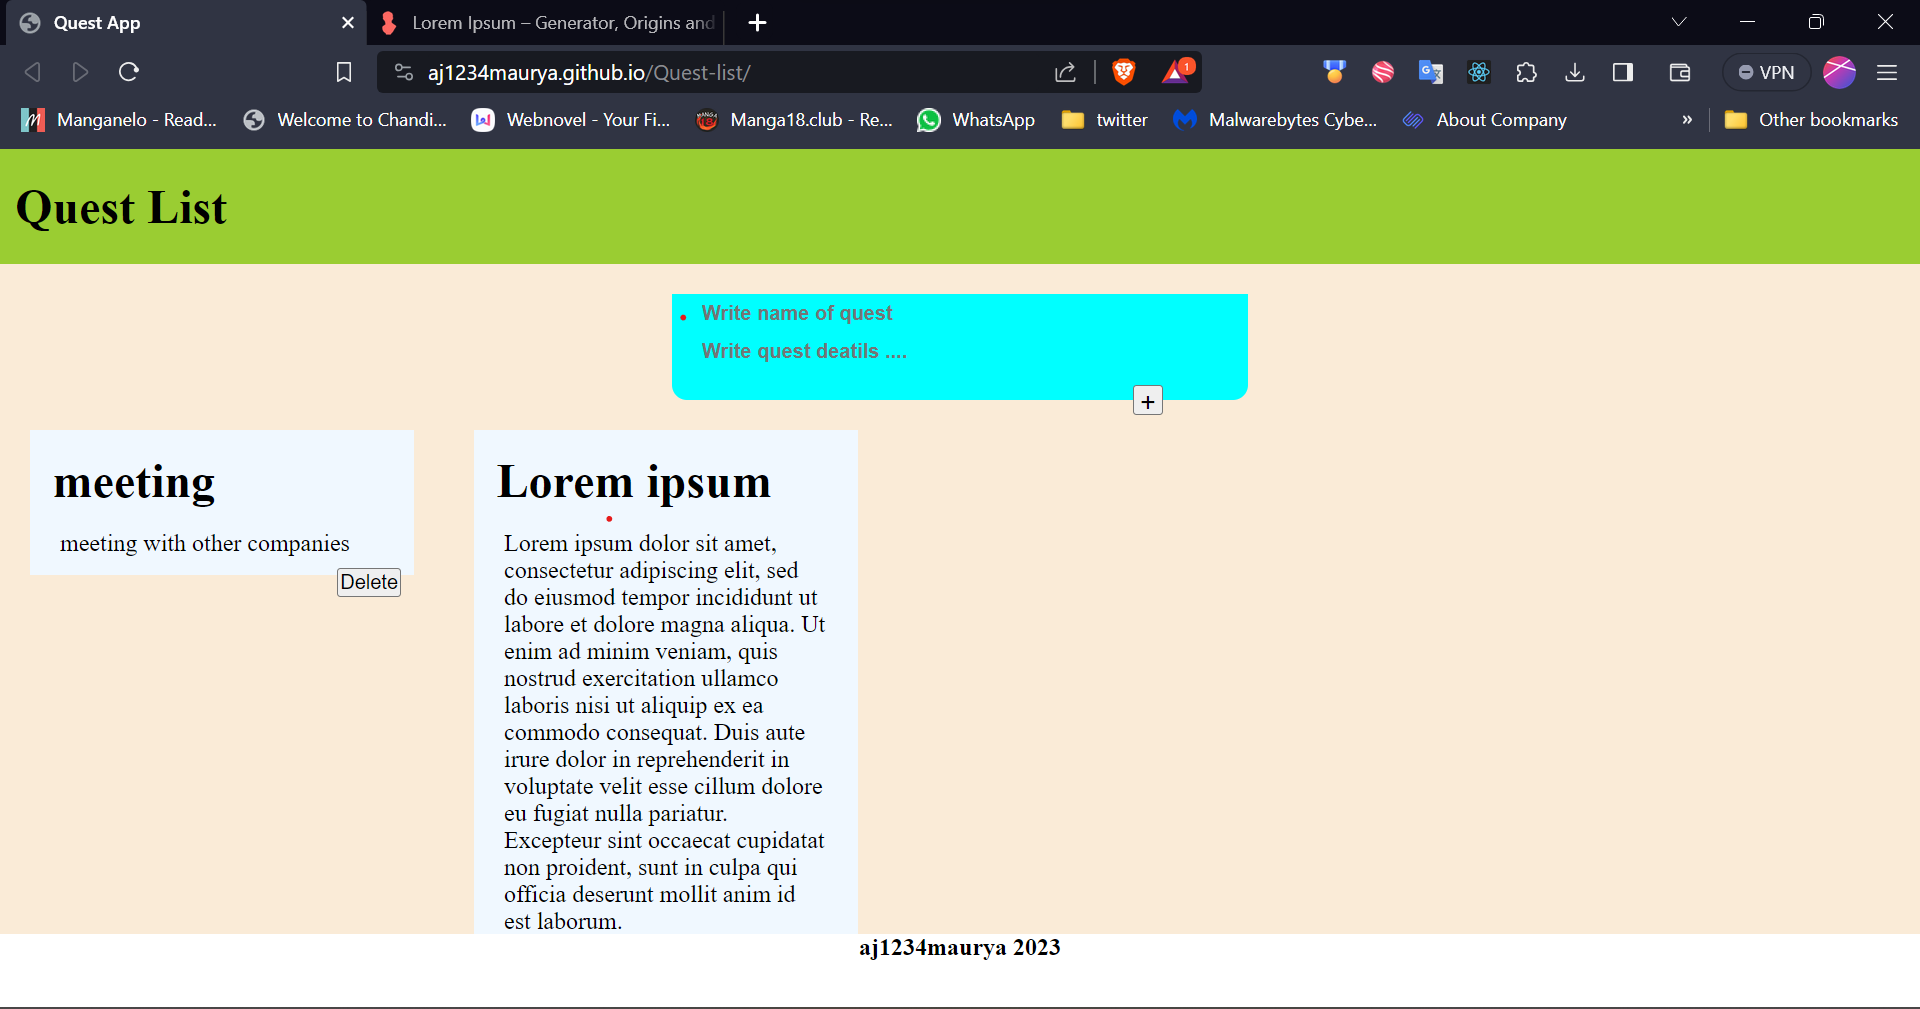 Quest App
Lorem Ipsum – Generator, Origins and
aj1234maurya.github.io/Quest-list/
1
VPN
Manganelo - Read...
Welcome to Chandi...
Webnovel - Your Fi...
Manga18.club - Re...
WhatsApp
twitter
Malwarebytes Cybe...
About Company
»
Other bookmarks
Quest List
Write name of quest
Write quest deatils ....
+
meeting
meeting with other companies
Delete
Lorem ipsum
Lorem ipsum dolor sit amet,
consectetur adipiscing elit, sed
do eiusmod tempor incididunt ut
labore et dolore magna aliqua. Ut
enim ad minim veniam, quis
nostrud exercitation ullamco
laboris nisi ut aliquip ex ea
commodo consequat. Duis aute
irure dolor in reprehenderit in
voluptate velit esse cillum dolore
eu fugiat nulla pariatur.
Excepteur sint occaecat cupidatat
non proident, sunt in culpa qui
officia deserunt mollit anim id
est laborum.
aj1234maurya 2023